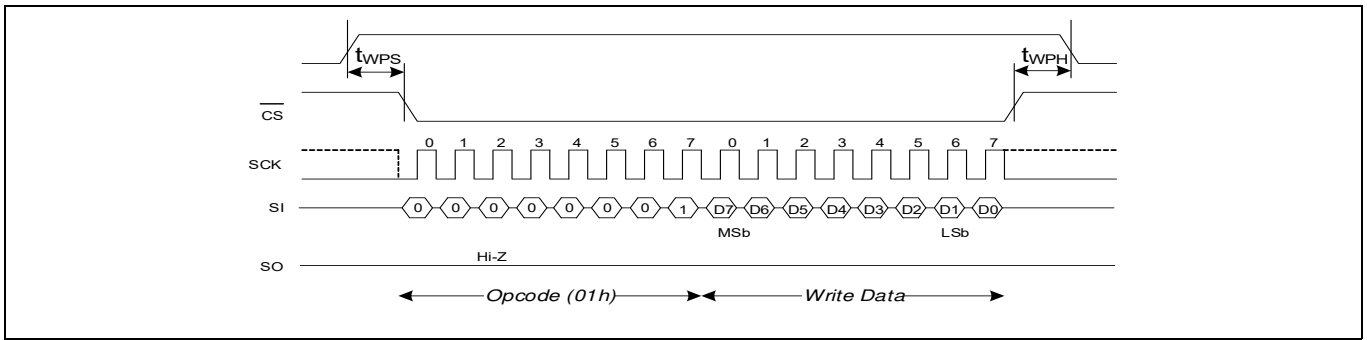 tWPS tWPH
CS
0 1 2 3 4 5 6 7 0 1 2 3 4 5 6 7
SCK
SI 0 0 0 0 0 0 0 1 D7 D6 D5 D4 D3 D2 D1 D0
MSb LSb
Hi-Z
SO
Opcode (01h) Write Data